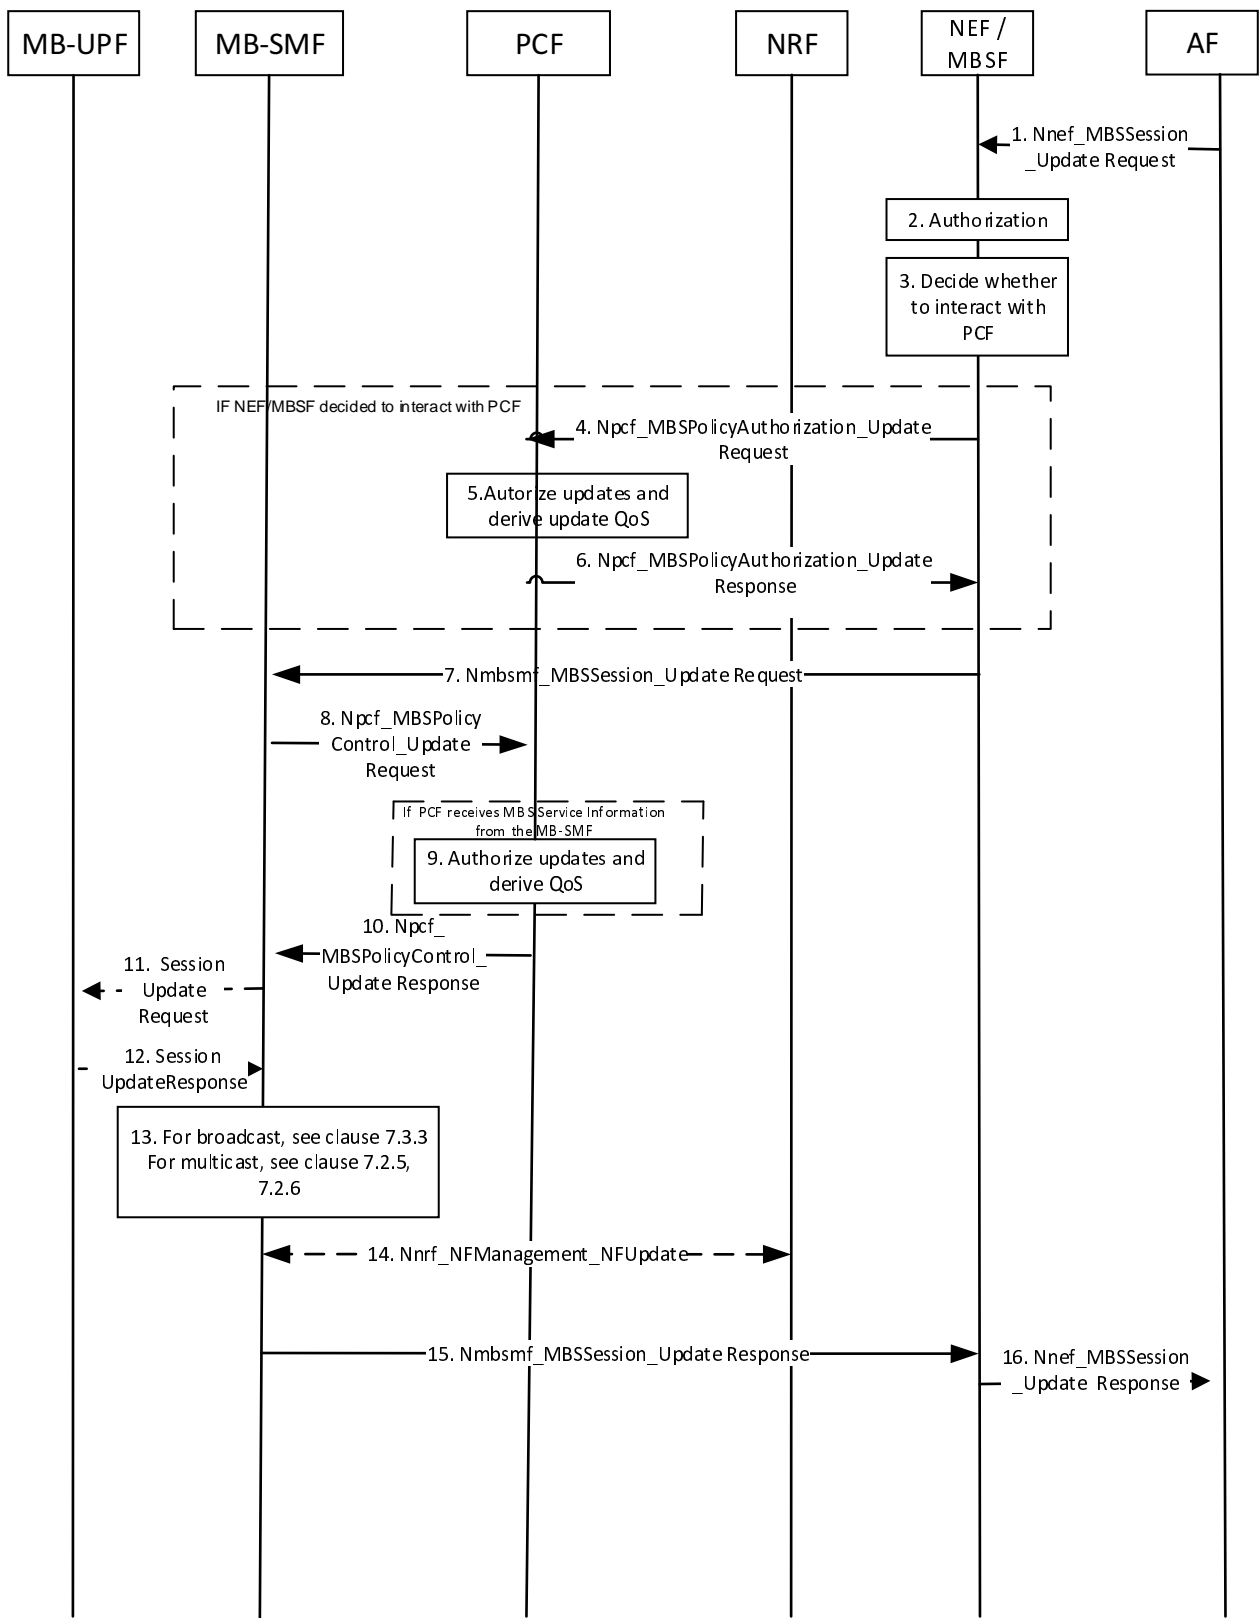 MB-UPF
MB-SMF
PCF
NRF
NEF /
MBSF
AF
1. Nnef_MBSSession
_Update Request
2. Authorization
3. Decide whether
to interact with
PCF
IF NEF/MBSF decided to interact with PCF
4. Npcf_MBSPolicyAuthorization_Update
Request
5.Autorize updates and
derive update QoS
6. Npcf_MBSPolicyAuthorization_Update
Response
7. Nmbsmf_MBSSession_Update Request
8. Npcf_MBSPolicy
Control_Update
Request
If PCF receives MBS Service Information
from the MB-SMF
9. Authorize updates and
derive QoS
10. Npcf_
MBSPolicyControl_
Update Response
11. Session
Update
Request
12. Session
UpdateResponse
13. For broadcast, see clause 7.3.3
For multicast, see clause 7.2.5,
7.2.6
14. Nnrf_NFManagement_NFUpdate
15. Nmbsmf_MBSSession_Update Response
16. Nnef_MBSSession
_Update Response